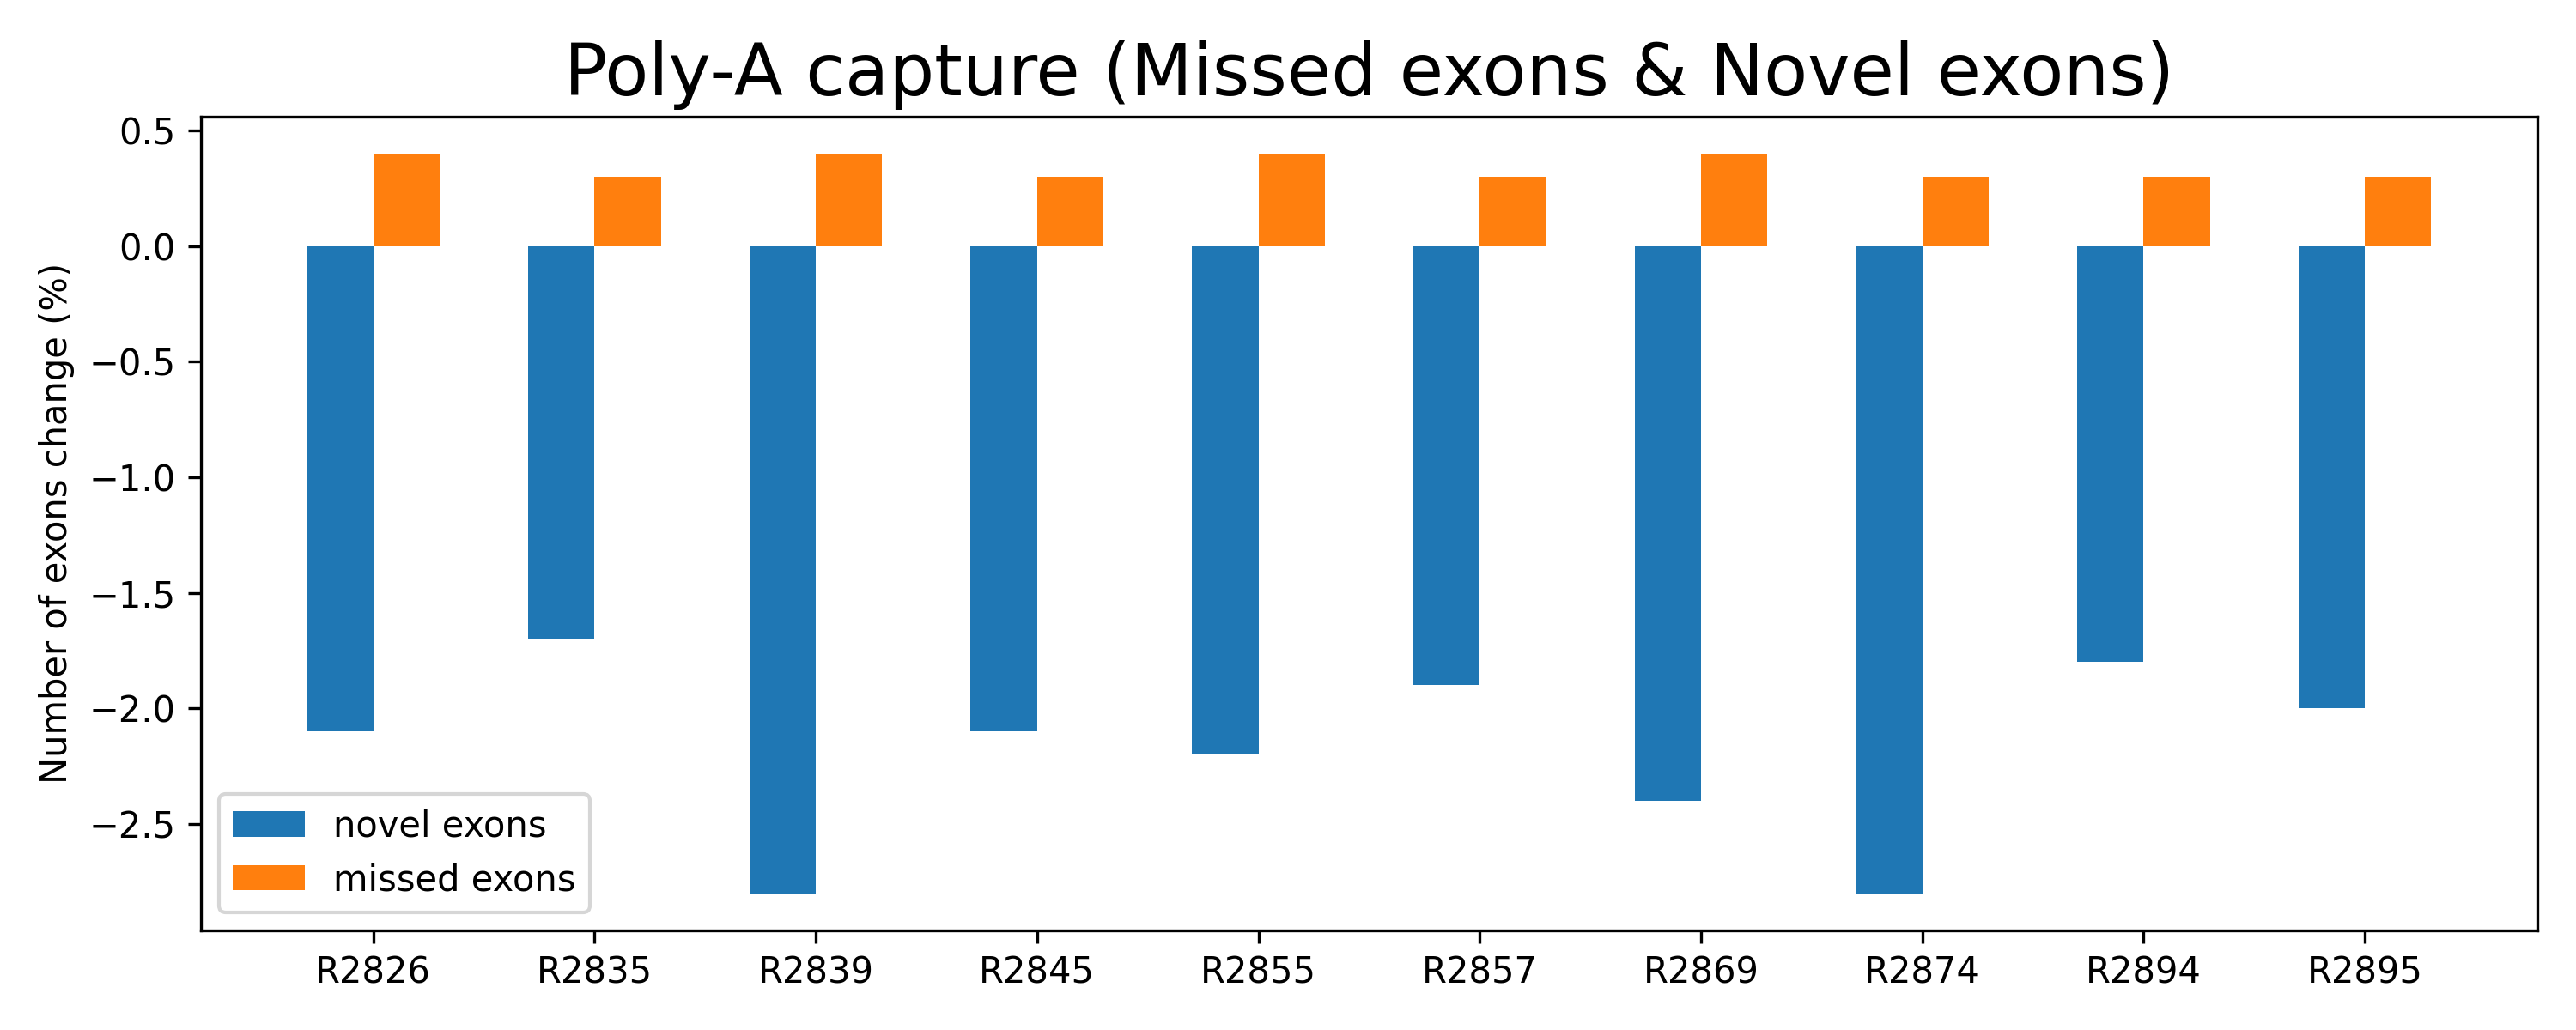 Poly-A capture (Missed exons & Novel exons)
Number of exons change (%)
0.5
0.0
−0.5
−1.0
−1.5
−2.0
−2.5
novel exons
missed exons
R2826 R2835 R2839 R2845 R2855 R2857 R2869 R2874 R2894 R2895